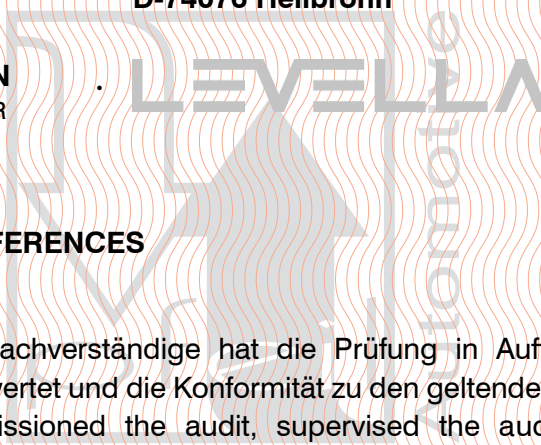 D-74076 Heilbronn
N
LEVELLA
R
Automotive
FERENCES
achverständige hat die Prüfung in Auf
wertet und die Konformität zu den geltende
issioned the audit, supervised the aud